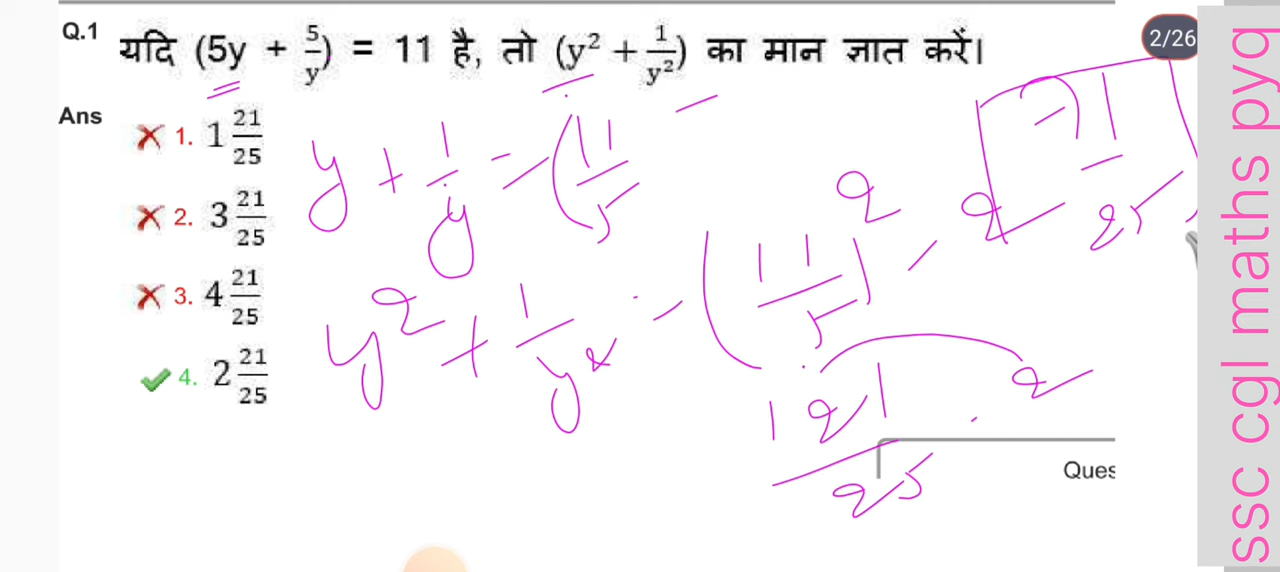 Q.1 यदि (5y + 5/y) = 11 है, तो (y² + 1/y²) का मान ज्ञात करें।
2/26
Ans
1. 1 21/25
2. 3 21/25
3. 4 21/25
4. 2 21/25
y + 1/y = (11/5
y² + 1/y² = (11/5)² - 2
121/25 - 2
71/25
Ques
ssc cgl maths pyq